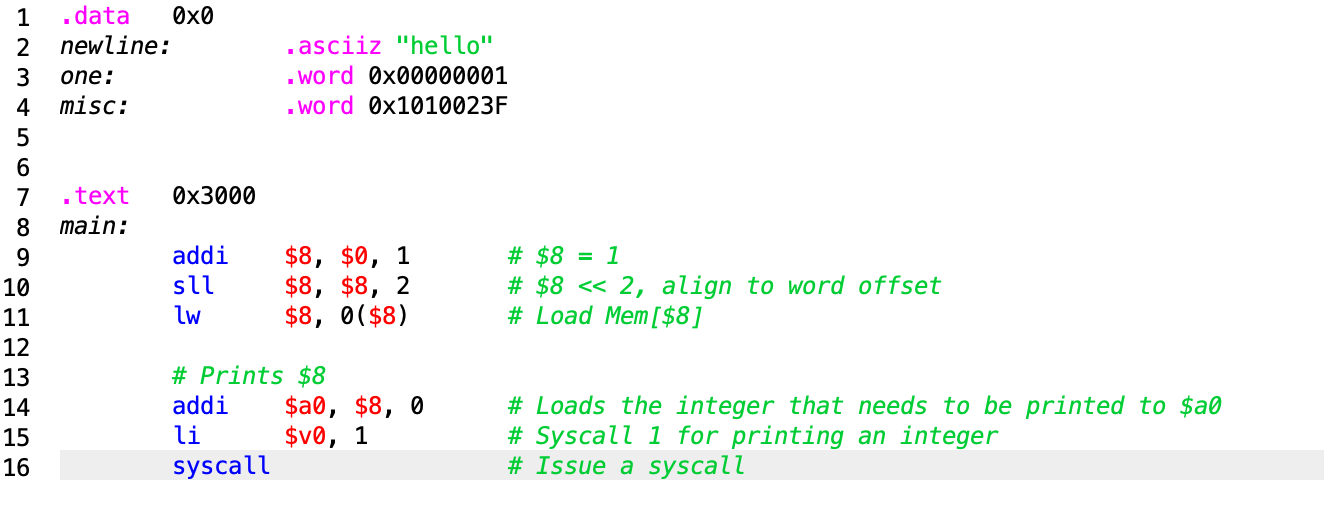 1 .data 0x0
2 newline: .asciiz "hello"
3 one: .word 0x00000001
4 misc: .word 0x1010023F
5
6
7 .text 0x3000
8 main:
9 addi $8, $0, 1 # $8 = 1
10 sll $8, $8, 2 # $8 << 2, align to word offset
11 lw $8, 0($8) # Load Mem[$8]
12
13 # Prints $8
14 addi $a0, $8, 0 # Loads the integer that needs to be printed to $a0
15 li $v0, 1 # Syscall 1 for printing an integer
16 syscall # Issue a syscall